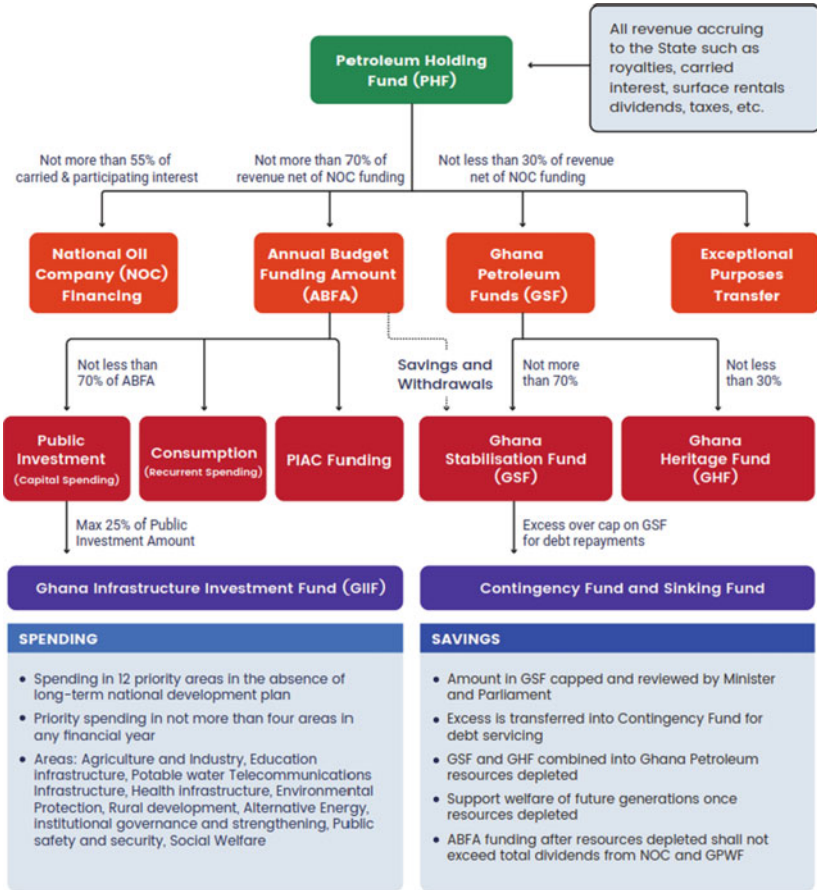 All revenue accruing
to the State such as
royalties, carried
interest, surface rentals
dividends, taxes, etc.
Petroleum Holding
Fund (PHF)
Not more than 55% of
carried & participating interest
Not more than 70% of
revenue net of NOC funding
Not less than 30% of revenue
net of NOC funding
National Oil
Company (NOC)
Financing
Annual Budget
Funding Amount
(ABFA)
Ghana
Petroleum
Funds (GSF)
Exceptional
Purposes
Transfer
Not less than
70% of ABFA
Savings and
Withdrawals
Not more
than 70%
Not less
than 30%
Public
Investment
(Capital Spending)
Consumption
(Recurrent Spending)
PIAC Funding
Ghana
Stabilisation Fund
(GSF)
Ghana
Heritage Fund
(GHF)
Max 25% of Public
Investment Amount
Excess over cap on GSF
for debt repayments
Ghana Infrastructure Investment Fund (GIIF)
Contingency Fund and Sinking Fund
SPENDING
• Spending in 12 priority areas in the absence of
long-term national development plan
• Priority spending in not more than four areas in
any financial year
• Areas: Agriculture and Industry, Education
infrastructure, Potable water Telecommunications
Infrastructure, Health infrastructure, Environmental
Protection, Rural development, Alternative Energy,
Institutional governance and strengthening, Public
safety and security, Social Welfare
SAVINGS
• Amount in GSF capped and reviewed by Minister
and Parliament
• Excess is transferred into Contingency Fund for
debt servicing
• GSF and GHF combined into Ghana Petroleum
resources depleted
• Support welfare of future generations once
resources depleted
• ABFA funding after resources depleted shall not
exceed total dividends from NOC and GPWF